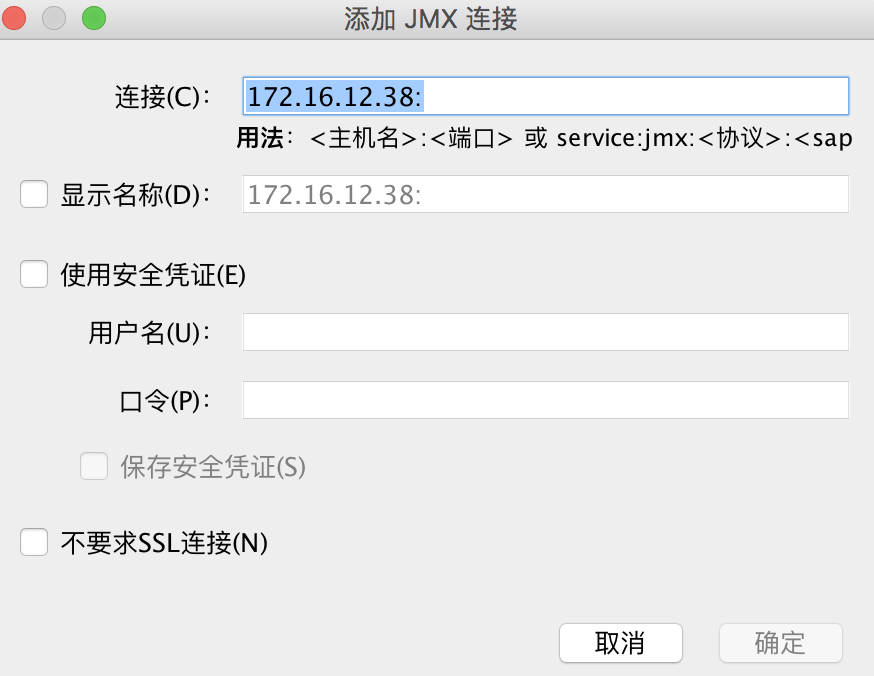 添加 JMX 连接
连接(C)： 172.16.12.38:
用法： <主机名>:<端口> 或 service:jmx:<协议>:<sap
显示名称(D)： 172.16.12.38:
使用安全凭证(E)
用户名(U)：
口令(P)：
保存安全凭证(S)
不要求SSL连接(N)
取消 确定